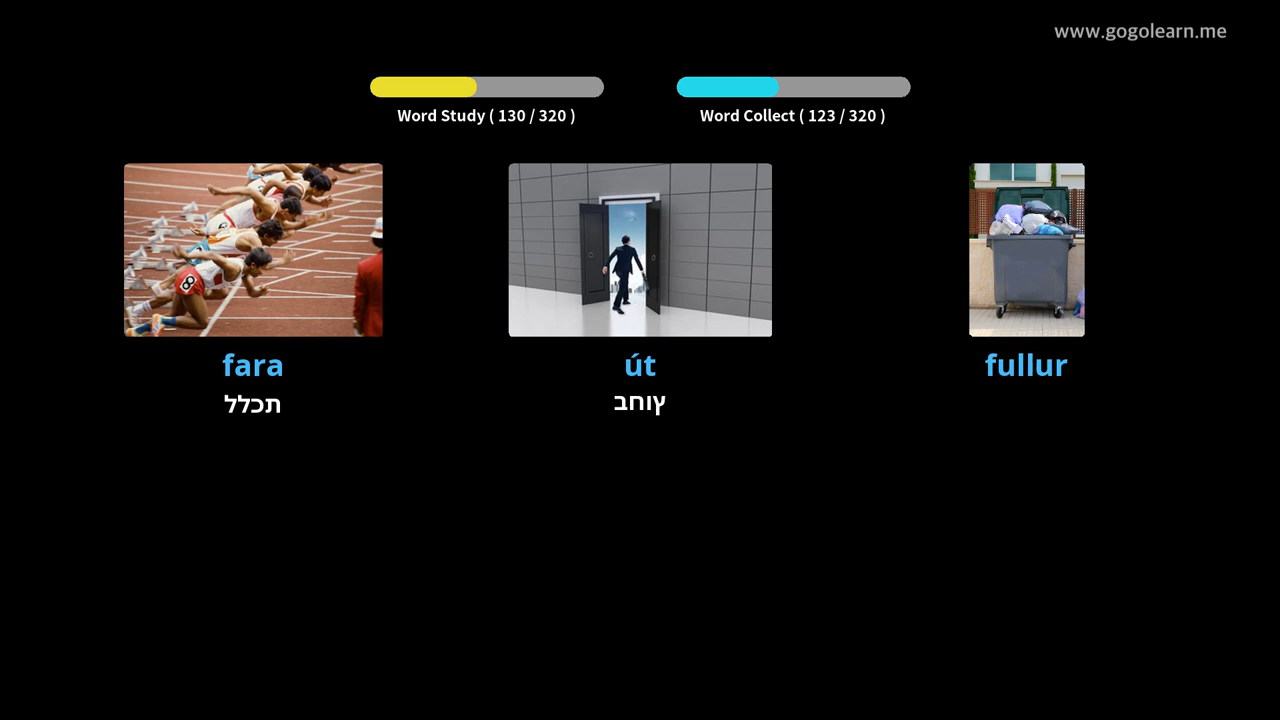 www.gogolearn.me
Word Study ( 130 / 320 )
Word Collect ( 123 / 320 )
fara
תכלל
út
ץוחב
fullur